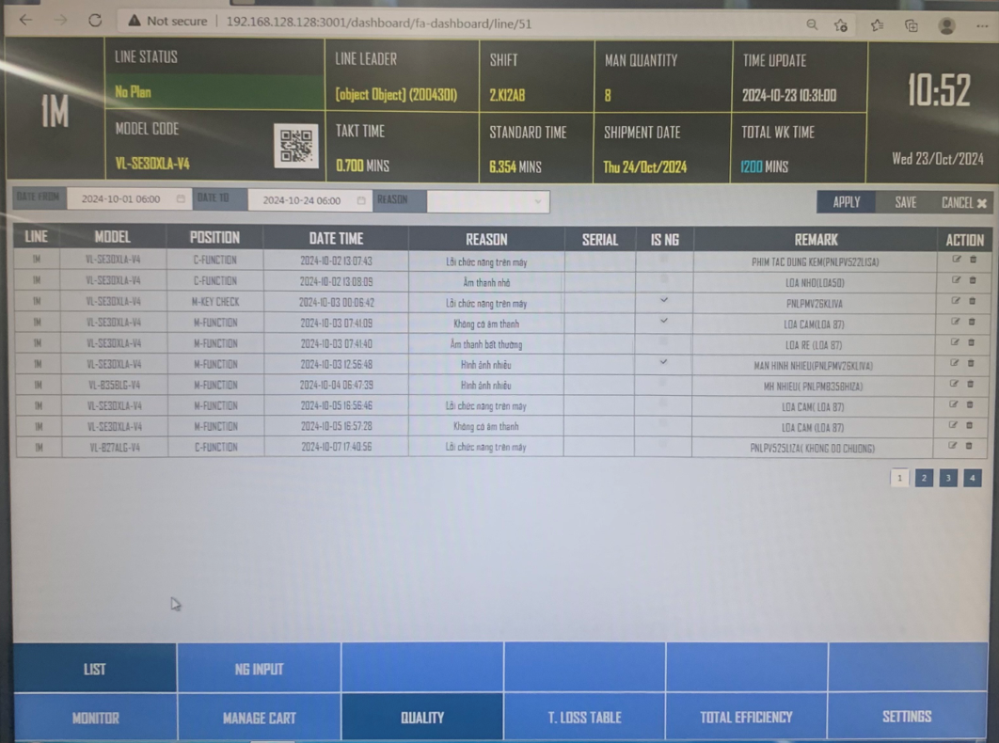 Not secure | 192.168.128.128:3001/dashboard/fa-dashboard/line/51
1M
LINE STATUS
No Plan
MODEL CODE
VL-SE30XLA-V4
LINE LEADER
[object Object] (2004301)
TAKT TIME
0.700 MINS
SHIFT
2.K12AB
STANDARD TIME
6.354 MINS
MAN QUANTITY
8
SHIPMENT DATE
Thu 24/Oct/2024
TIME UPDATE
2024-10-23 10:31:00
TOTAL WK TIME
1200 MINS
10:52
Wed 23/Oct/2024
DATE FROM 2024-10-01 06:00 DATE TO 2024-10-24 06:00 REASON APPLY SAVE CANCEL
LINE MODEL POSITION DATE TIME REASON SERIAL IS NG REMARK ACTION
1M VL-SE30XLA-V4 C-FUNCTION 2024-10-02 13:07:43 Lỗi chức năng trên máy PHIM TAC DUNG KEM(PNLPV522LISA)
1M VL-SE30XLA-V4 C-FUNCTION 2024-10-02 13:09:09 Âm thanh nhỏ LOA NHO(LOA50)
1M VL-SE30XLA-V4 M-KEY CHECK 2024-10-03 00:06:42 Lỗi chức năng trên máy PNLPMV26KLIVA
1M VL-SE30XLA-V4 M-FUNCTION 2024-10-03 07:41:09 Không có âm thanh LOA CAM(LOA 87)
1M VL-SE30XLA-V4 M-FUNCTION 2024-10-03 07:41:40 Âm thanh bất thường LOA RE (LOA 87)
1M VL-SE30XLA-V4 M-FUNCTION 2024-10-03 12:56:48 Hình ảnh nhiễu MAN HINH NHIEU(PNLPMV26KLIVA)
1M VL-835BLG-V4 M-FUNCTION 2024-10-04 06:47:39 Hình ảnh nhiễu MH NHIEU( PNLPM835BHIZA)
1M VL-SE30XLA-V4 M-FUNCTION 2024-10-05 16:56:46 Lỗi chức năng trên máy LOA CAM( LOA 87)
1M VL-SE30XLA-V4 M-FUNCTION 2024-10-05 16:57:28 Không có âm thanh LOA CAM (LOA 87)
1M VL-827ALG-V4 C-FUNCTION 2024-10-07 17:40:56 Lỗi chức năng trên máy PNLPV525LIZA( KHONG DO CHUONG)
1 2 3 4
LIST NG INPUT
MONITOR MANAGE CART QUALITY T. LOSS TABLE TOTAL EFFICIENCY SETTINGS